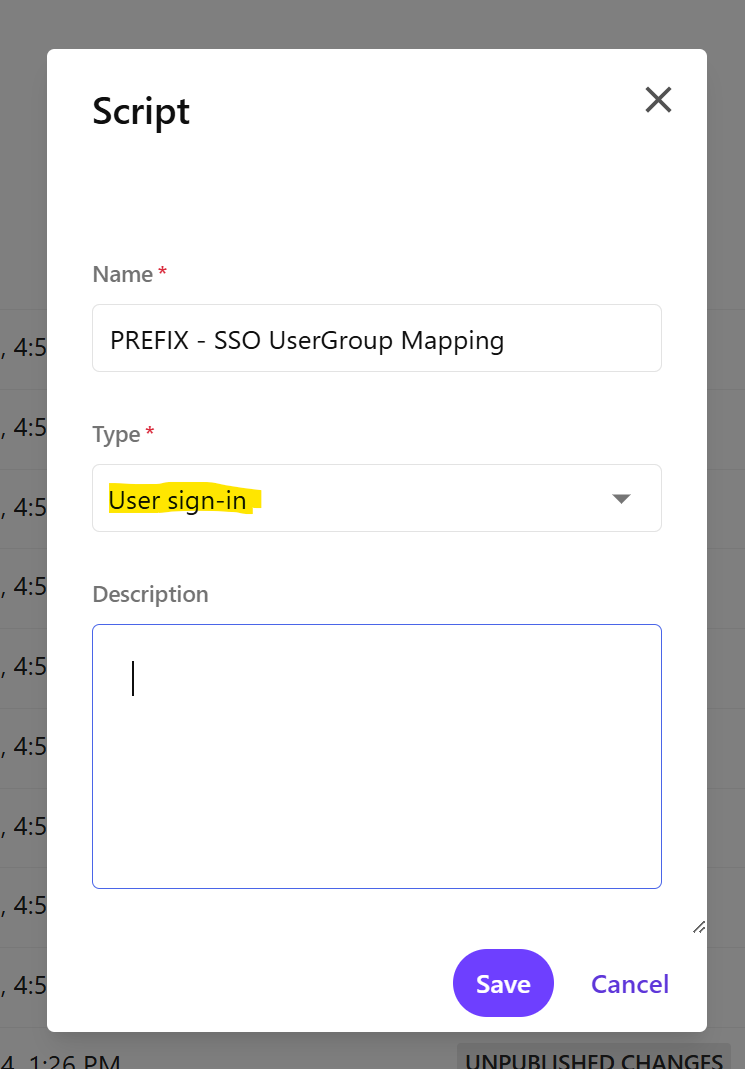 Script
Name *
PREFIX - SSO UserGroup Mapping
, 4:5
Type *
, 4:5
User sign-in
, 4:5
Description
, 4:5
, 4:5
, 4:5
, 4:5
, 4:5
Save Cancel
, 4:5
4, 1:26 PM UNPUBLISHED CHANGES